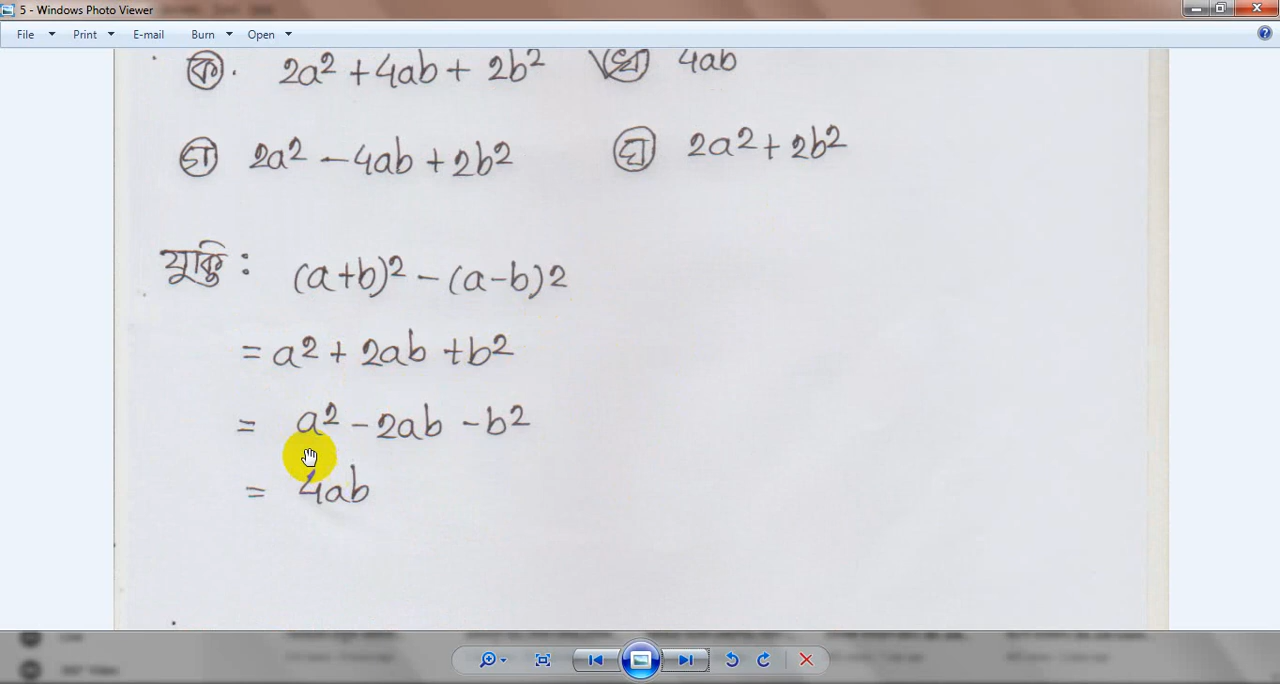 5 - Windows Photo Viewer
File Print E-mail Burn Open
ক. 2a² + 4ab + 2b² খ 4ab
গ 2a² - 4ab + 2b² ঘ 2a² + 2b²
যুক্তি : (a+b)² - (a-b)²
= a² + 2ab + b²
= a² - 2ab - b²
= 4ab